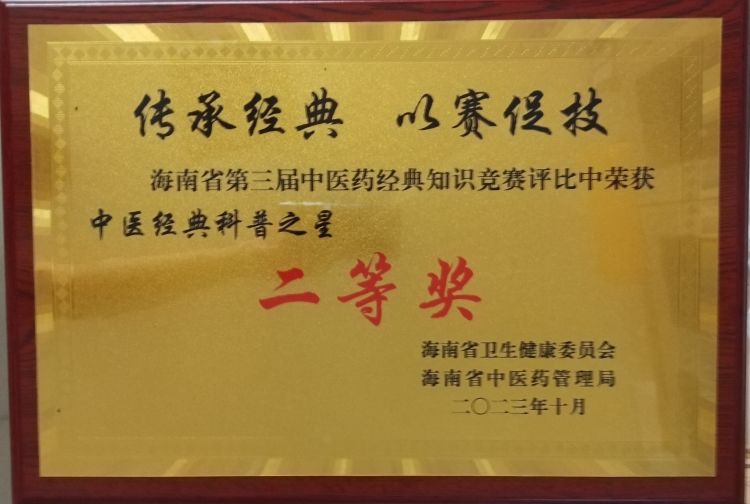 传承经典 以赛促技
海南省第三届中医药经典知识竞赛评比中荣获
中医经典科普之星
二等奖
海南省卫生健康委员会
海南省中医药管理局
二〇二三年十月